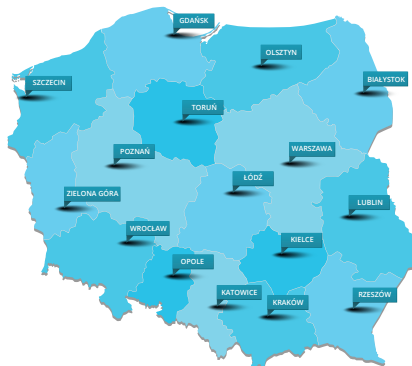 GDAŃSK
OLSZTYN
BIAŁYSTOK
SZCZECIN
TORUŃ
POZNAŃ
WARSZAWA
ŁÓDŹ
ZIELONA GÓRA
LUBLIN
WROCŁAW
KIELCE
OPOLE
KATOWICE
RZESZÓW
KRAKÓW